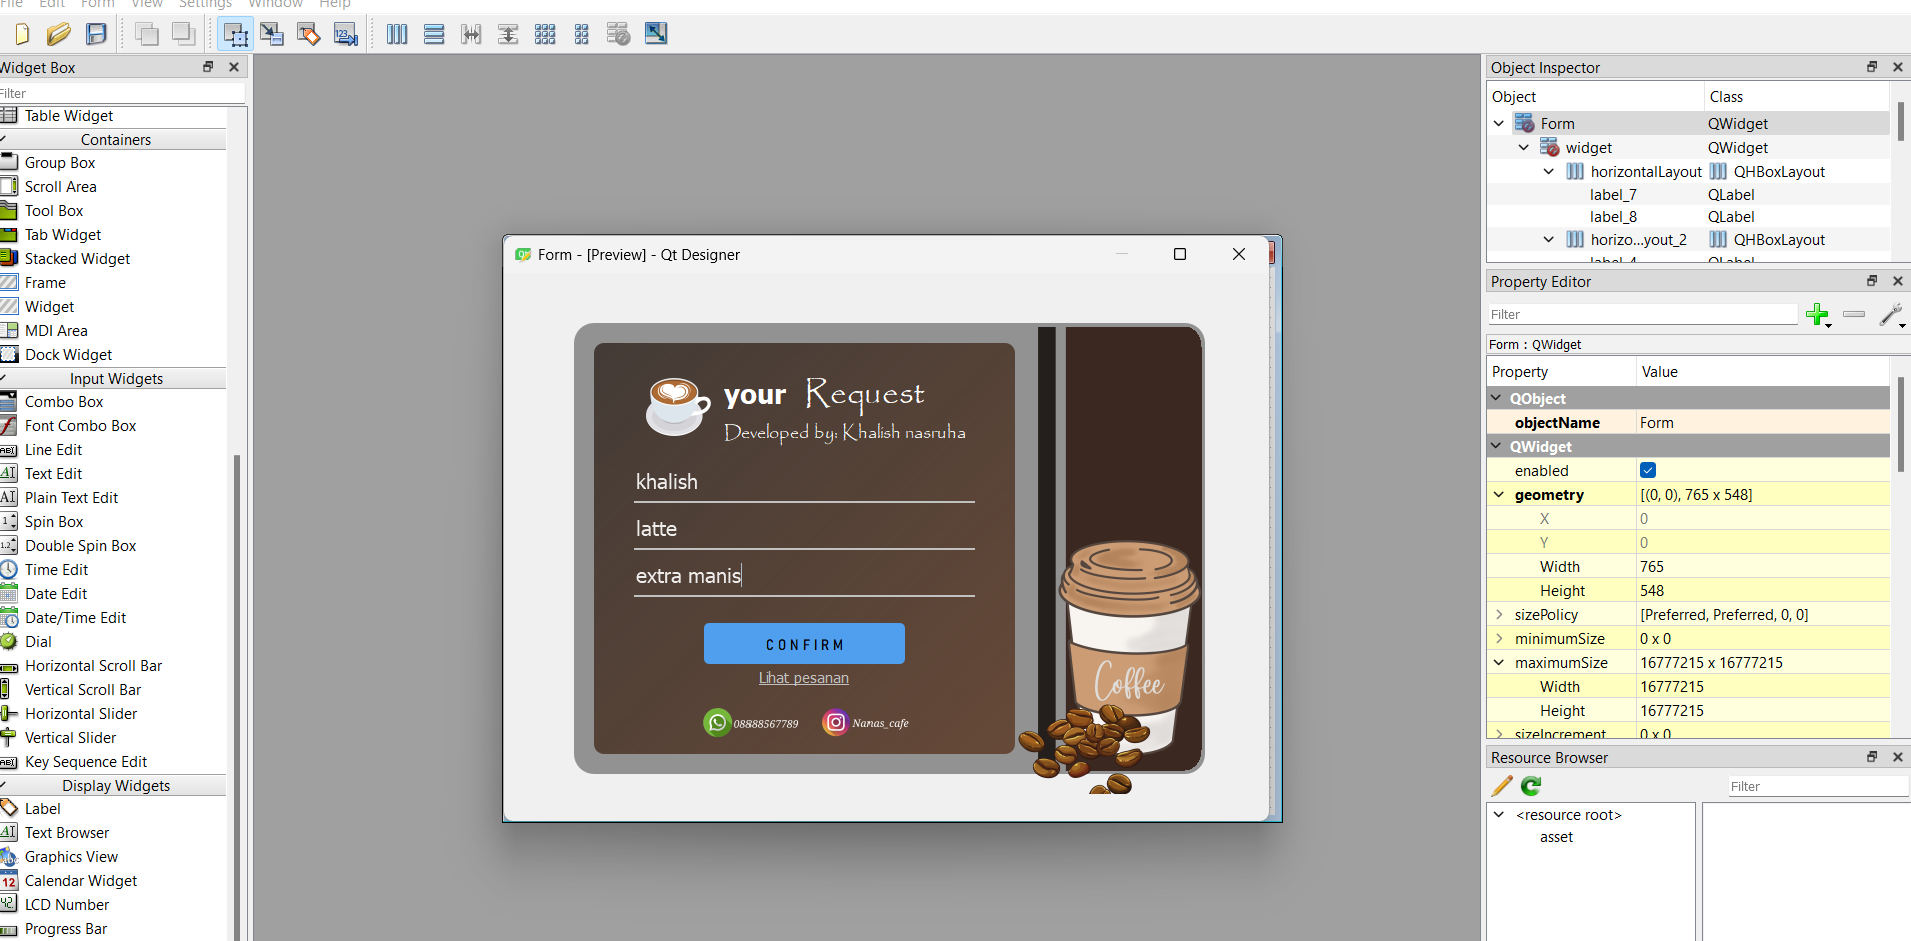 File Edit Form View Settings Window Help
Widget Box
Filter
Table Widget
Containers
Group Box
Scroll Area
Tool Box
Tab Widget
Stacked Widget
Frame
Widget
MDI Area
Dock Widget
Input Widgets
Combo Box
Font Combo Box
Line Edit
Text Edit
Plain Text Edit
Spin Box
Double Spin Box
Time Edit
Date Edit
Date/Time Edit
Dial
Horizontal Scroll Bar
Vertical Scroll Bar
Horizontal Slider
Vertical Slider
Key Sequence Edit
Display Widgets
Label
Text Browser
Graphics View
Calendar Widget
LCD Number
Progress Bar
Form - [Preview] - Qt Designer
your Request
Developed by: Khalish nasruha
khalish
latte
extra manis
CONFIRM
Lihat pesanan
08888567789 Nanas_cafe
Coffee
Object Inspector
Object Class
Form QWidget
widget QWidget
horizontalLayout QHBoxLayout
label_7 QLabel
label_8 QLabel
horizo...yout_2 QHBoxLayout
label_4 QLabel
Property Editor
Filter
Form : QWidget
Property Value
QObject
objectName Form
QWidget
enabled
geometry [(0, 0), 765 x 548]
X 0
Y 0
Width 765
Height 548
sizePolicy [Preferred, Preferred, 0, 0]
minimumSize 0 x 0
maximumSize 16777215 x 16777215
Width 16777215
Height 16777215
sizeIncrement 0 x 0
Resource Browser
Filter
<resource root>
asset